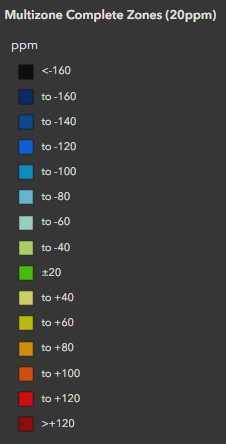 Multizone Complete Zones (20ppm)
ppm
<-160
to -160
to -140
to -120
to -100
to -80
to -60
to -40
±20
to +40
to +60
to +80
to +100
to +120
>+120